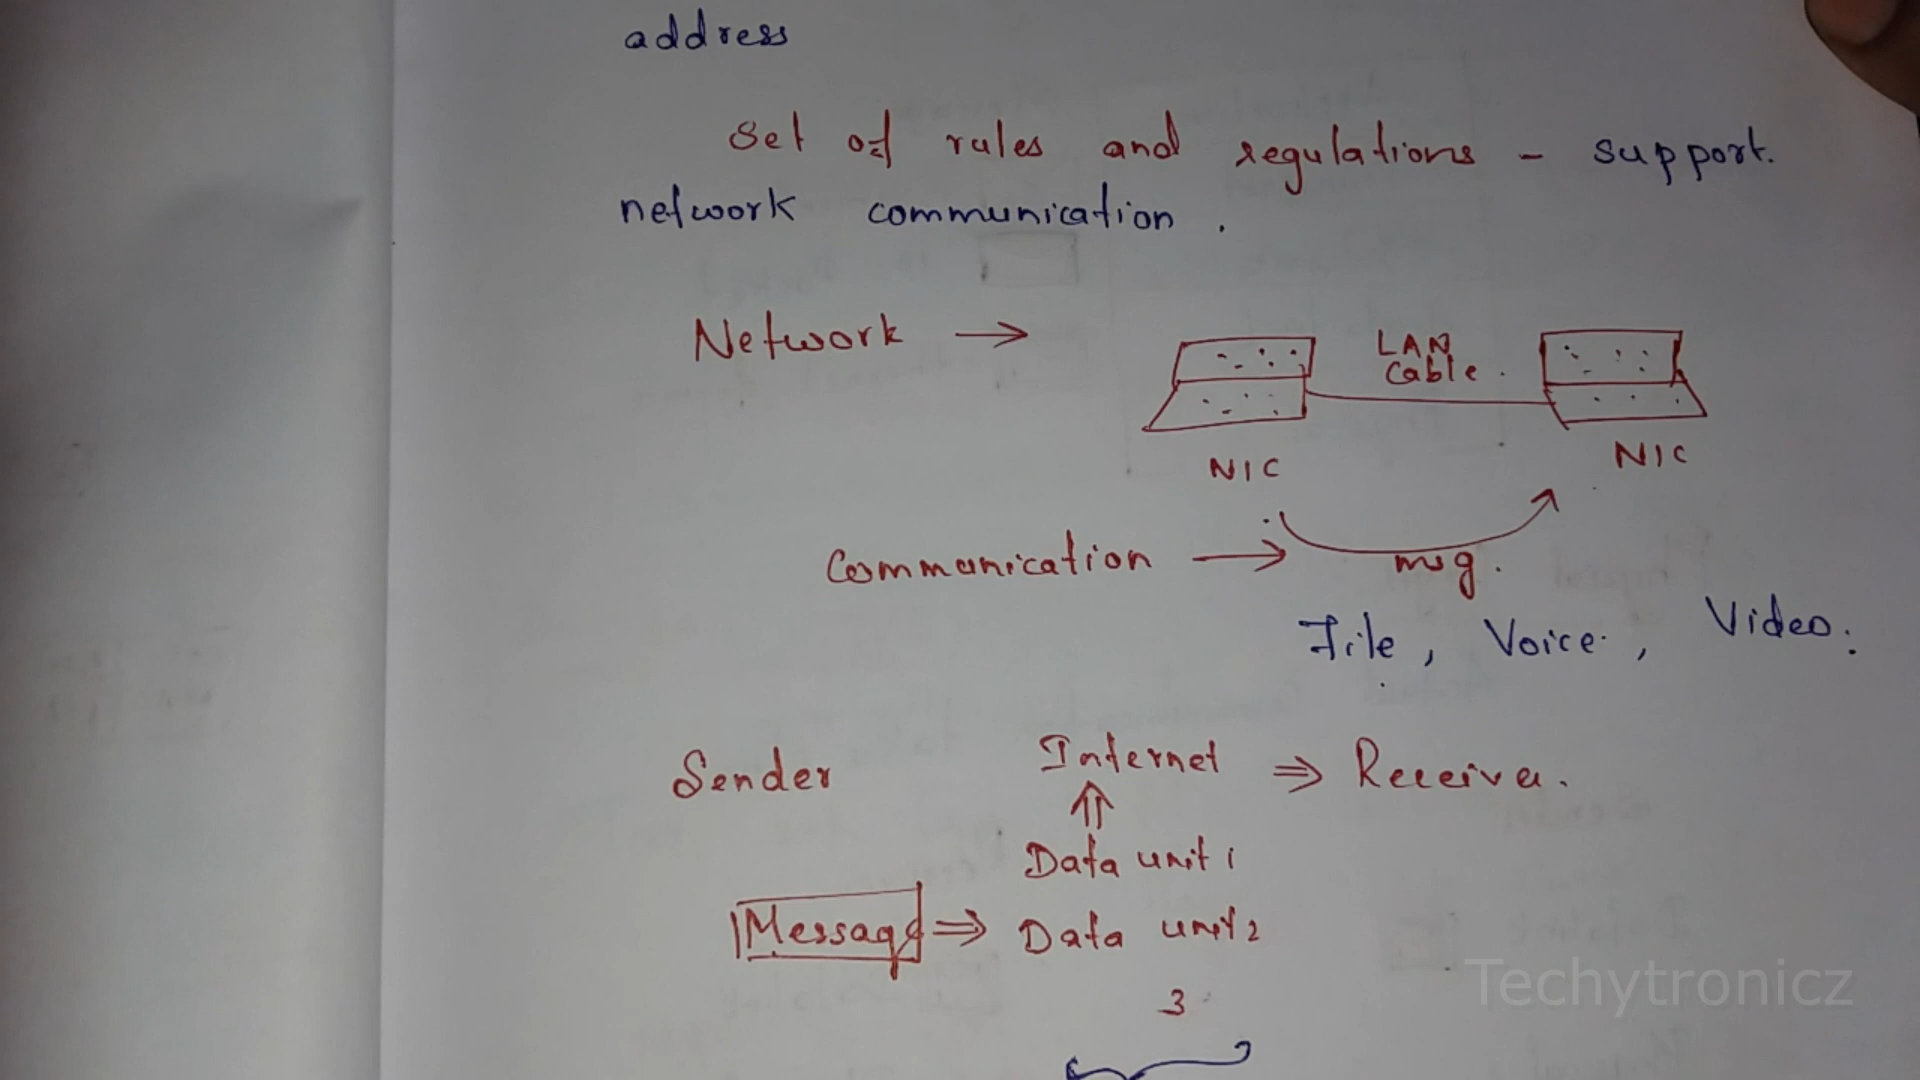 address
set of rules and regulations - support.
network communication.
Network →
LAN
Cable.
NIC
NIC
Communication →
msg.
File, Voice, Video.
Sender
Internet ⇒ Receiver.
⇑
Data unit 1
Message ⇒ Data unit 2
3
Techytronicz